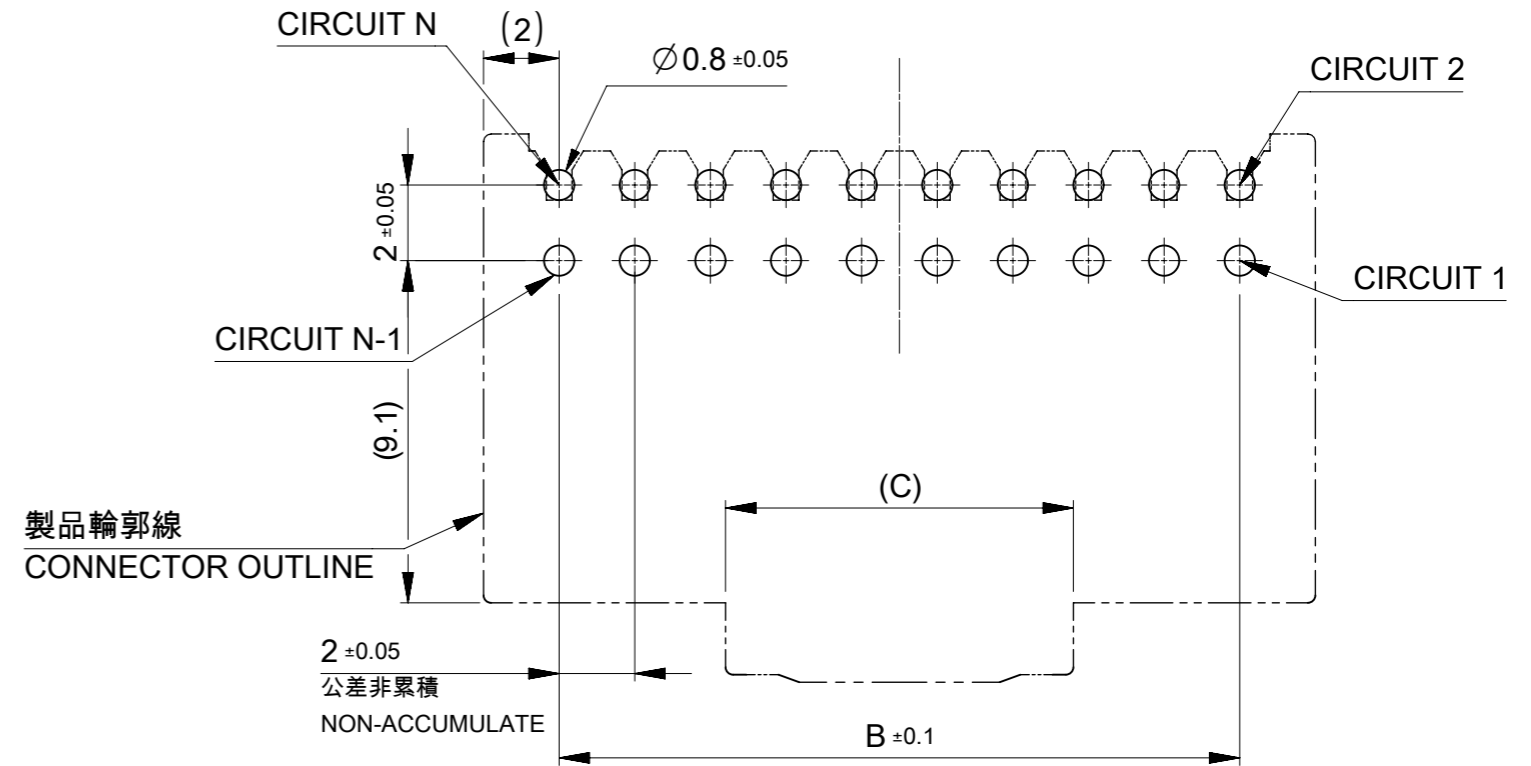 CIRCUIT N
(2)
Ø0.8 ±0.05
CIRCUIT 2
2±0.05
CIRCUIT 1
CIRCUIT N-1
(9.1)
(C)
製品輪郭線
CONNECTOR OUTLINE
2 ±0.05
公差非累積
NON-ACCUMULATE
B ±0.1